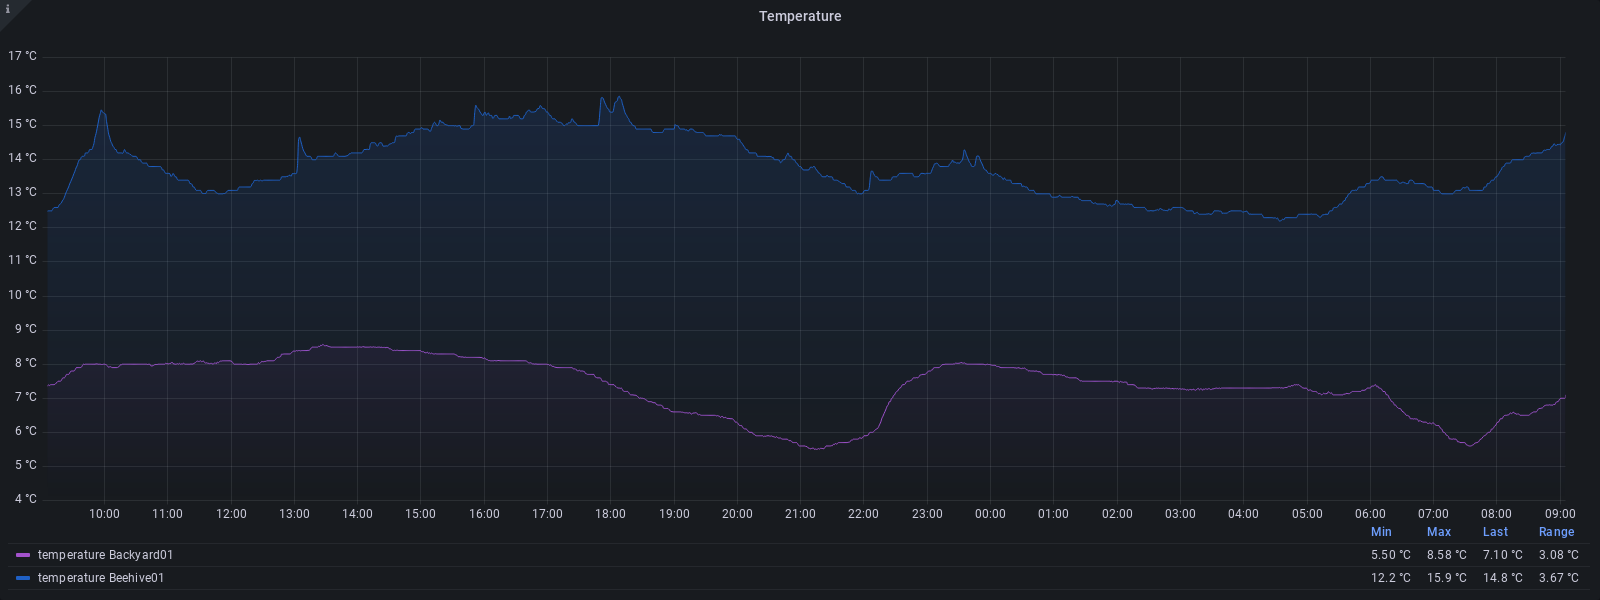 i
Temperature
17 °C
16 °C
15 °C
14 °C
13 °C
12 °C
11 °C
10 °C
9 °C
8 °C
7 °C
6 °C
5 °C
4 °C
10:00 11:00 12:00 13:00 14:00 15:00 16:00 17:00 18:00 19:00 20:00 21:00 22:00 23:00 00:00 01:00 02:00 03:00 04:00 05:00 06:00 07:00 08:00 09:00
Min Max Last Range
temperature Backyard01 5.50 °C 8.58 °C 7.10 °C 3.08 °C
temperature Beehive01 12.2 °C 15.9 °C 14.8 °C 3.67 °C